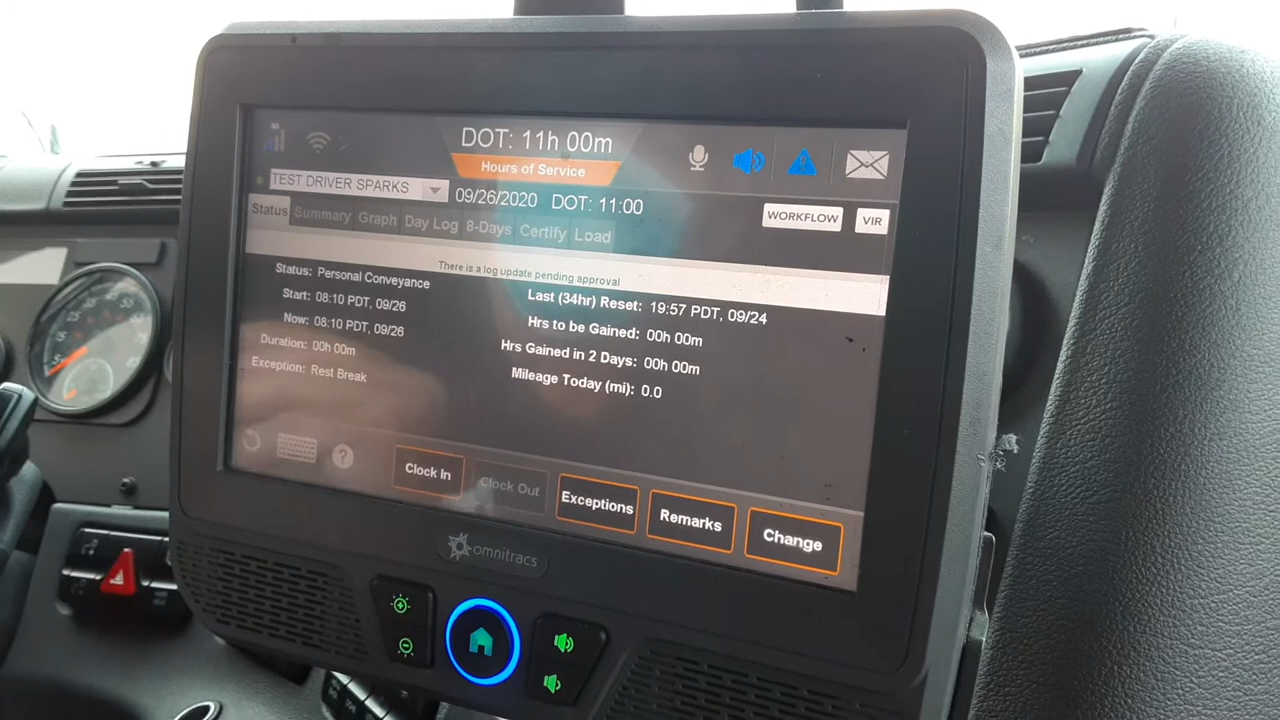 3G
DOT: 11h 00m
Hours of Service
TEST DRIVER SPARKS
09/26/2020 DOT: 11:00
WORKFLOW
VIR
Status Summary Graph Day Log 8-Days Certify Load
There is a log update pending approval
Status: Personal Conveyance
Start: 08:10 PDT, 09/26
Now: 08:10 PDT, 09/26
Duration: 00h 00m
Exception: Rest Break
Last (34hr) Reset: 19:57 PDT, 09/24
Hrs to be Gained: 00h 00m
Hrs Gained in 2 Days: 00h 00m
Mileage Today (mi): 0.0
?
Clock In
Clock Out
Exceptions
Remarks
Change
omnitracs